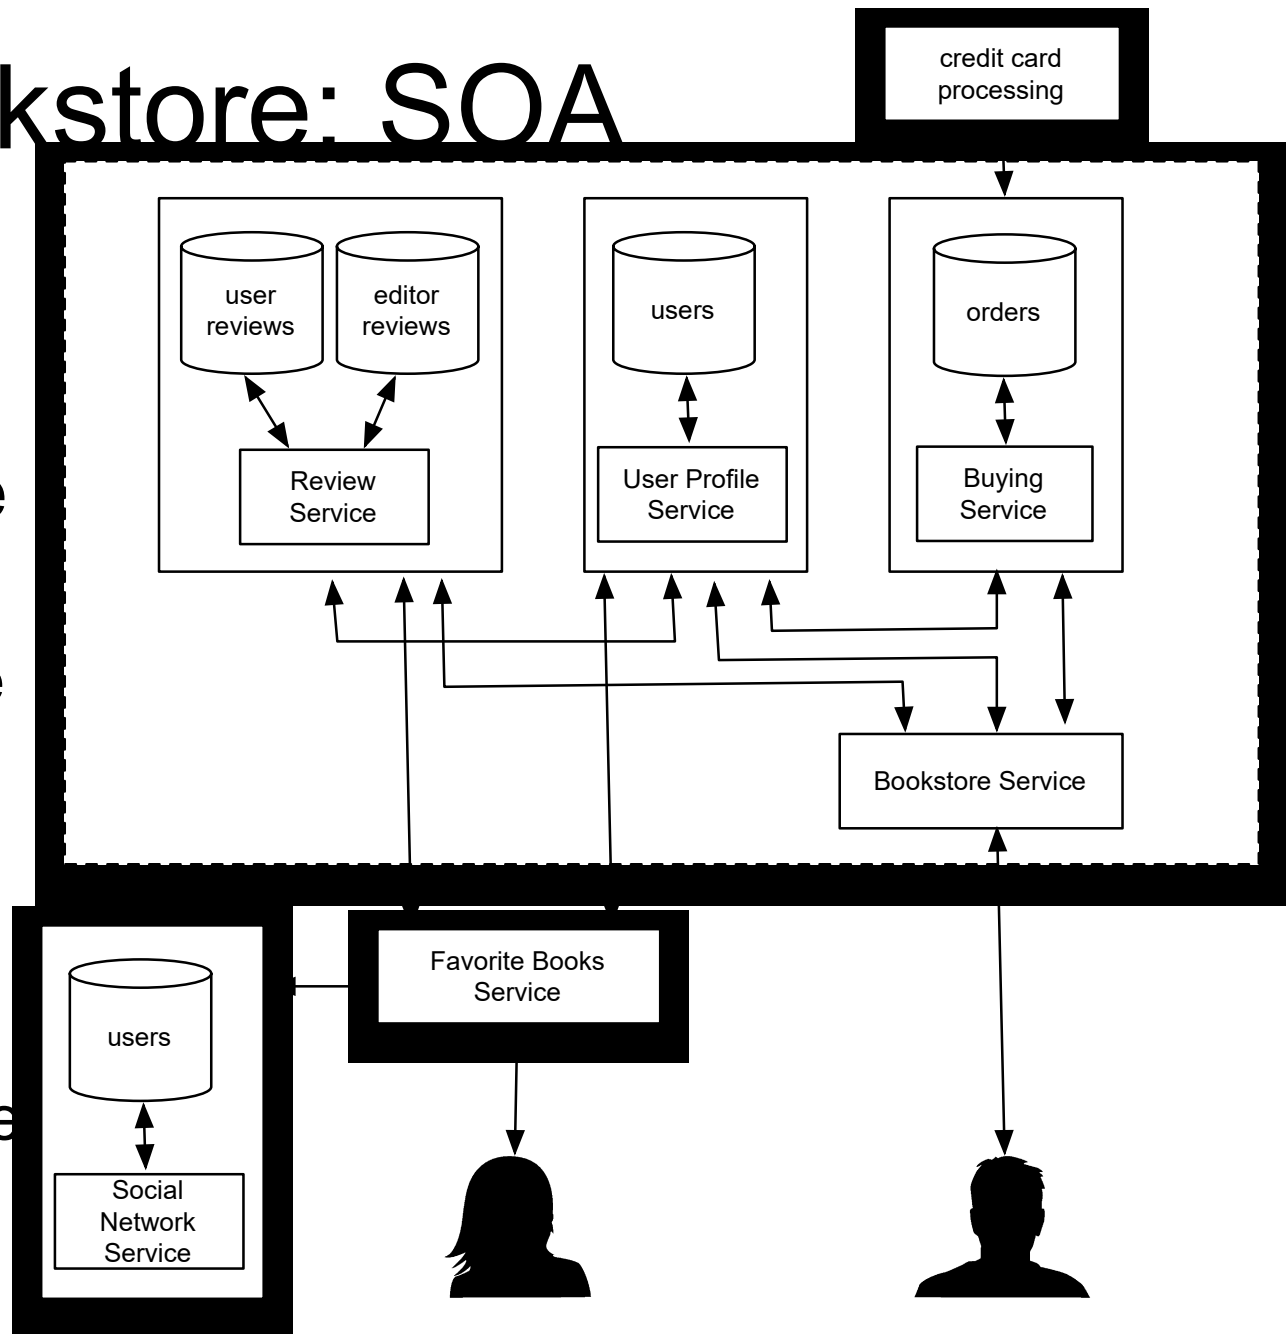 kstore: SOA
credit card
processing
user
reviews
editor
reviews
users
orders
Review
Service
User Profile
Service
Buying
Service
e
e
Bookstore Service
Favorite Books
Service
users
e
Social
Network
Service